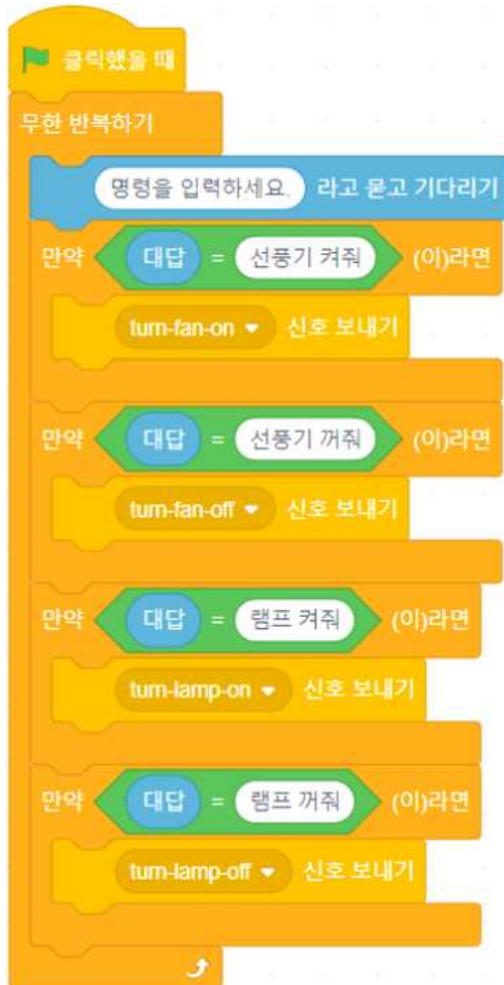 클릭했을 때
무한 반복하기
명령을 입력하세요. 라고 묻고 기다리기
만약 대답 = 선풍기 켜줘 (이)라면
turn-fan-on 신호 보내기
만약 대답 = 선풍기 꺼줘 (이)라면
turn-fan-off 신호 보내기
만약 대답 = 램프 켜줘 (이)라면
turn-lamp-on 신호 보내기
만약 대답 = 램프 꺼줘 (이)라면
turn-lamp-off 신호 보내기